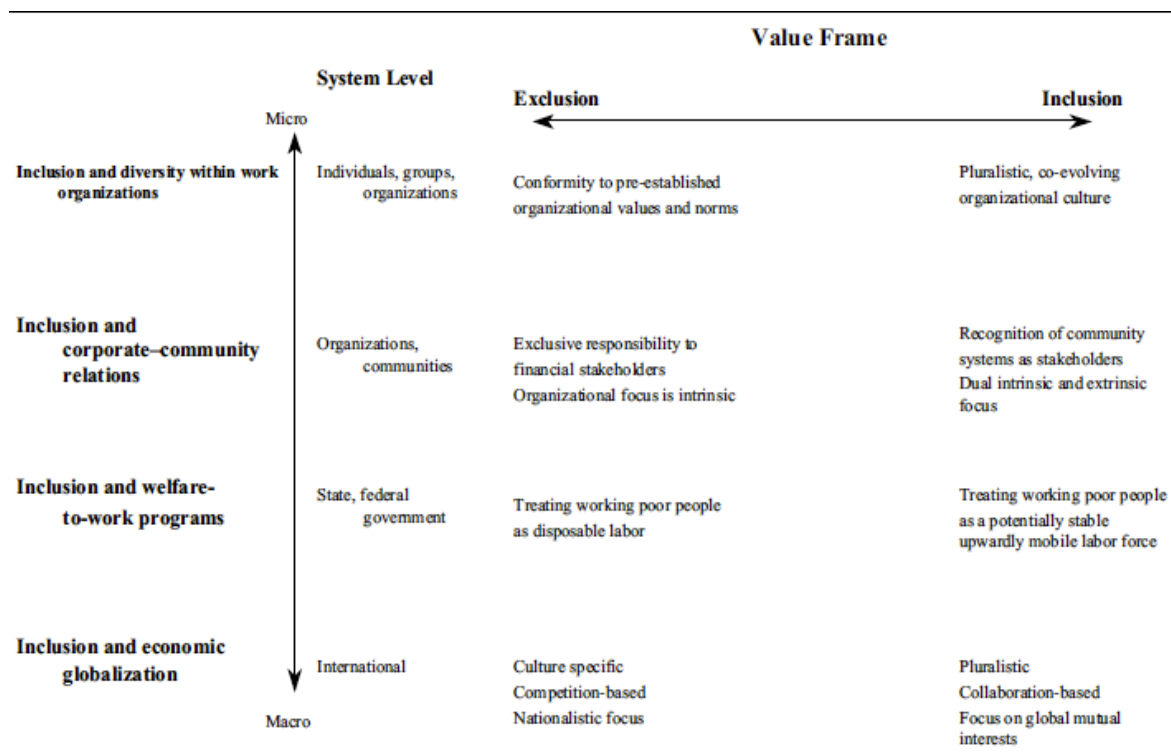 Value Frame
System Level
Exclusion
Inclusion
Micro
Inclusion and diversity within work
organizations
Individuals, groups,
organizations
Conformity to pre-established
organizational values and norms
Pluralistic, co-evolving
organizational culture
Inclusion and
corporate–community
relations
Organizations,
communities
Exclusive responsibility to
financial stakeholders
Organizational focus is intrinsic
Recognition of community
systems as stakeholders
Dual intrinsic and extrinsic
focus
Inclusion and welfare-
to-work programs
State, federal
government
Treating working poor people
as disposable labor
Treating working poor people
as a potentially stable
upwardly mobile labor force
Inclusion and economic
globalization
International
Culture specific
Competition-based
Nationalistic focus
Pluralistic
Collaboration-based
Focus on global mutual
interests
Macro